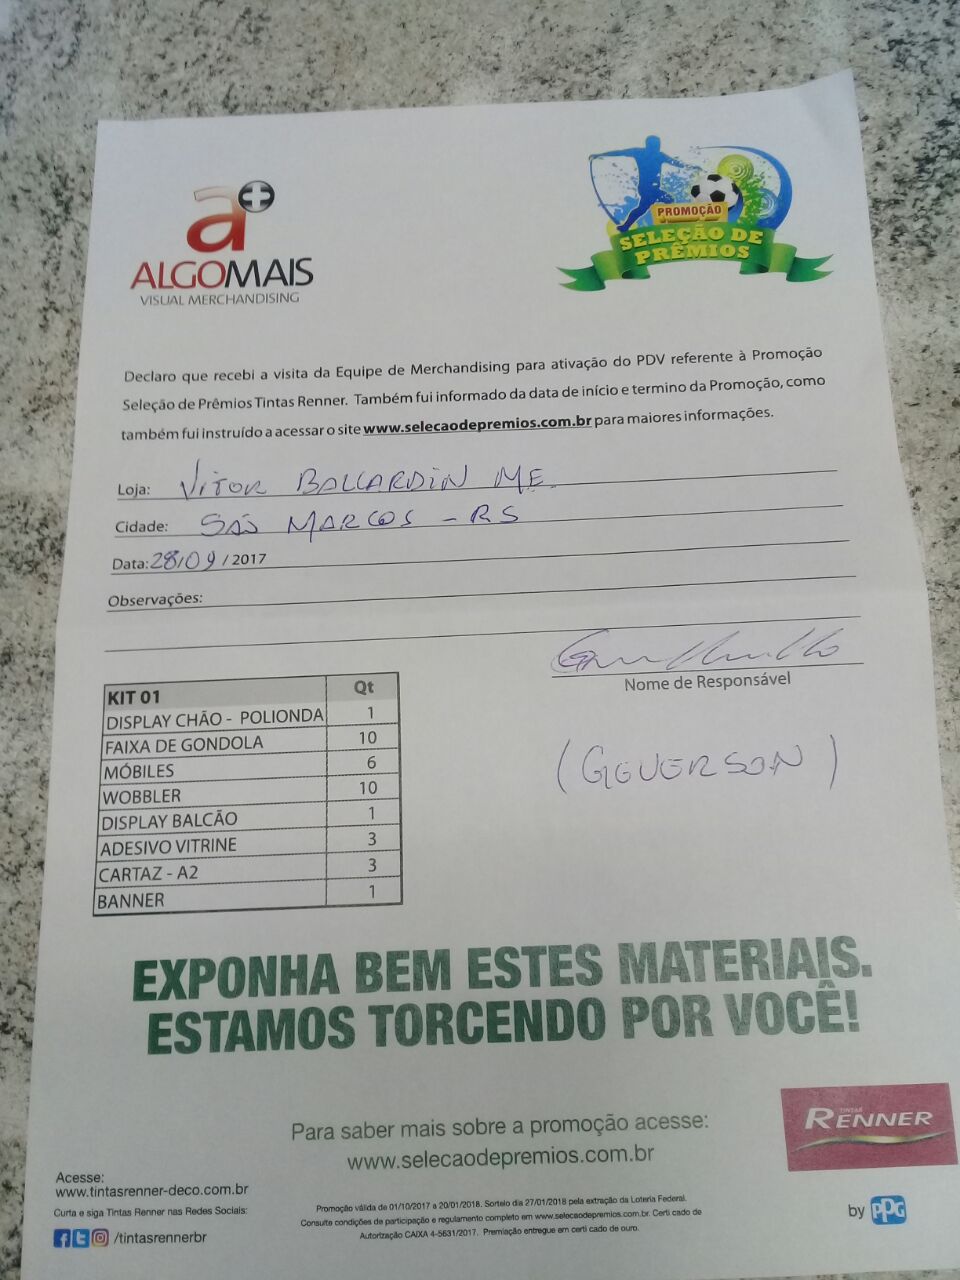 a+
ALGOMAIS
VISUAL MERCHANDISING
PROMOÇÃO
SELEÇÃO DE
PRÊMIOS
Declaro que recebi a visita da Equipe de Merchandising para ativação do PDV referente à Promoção
Seleção de Prêmios Tintas Renner. Também fui informado da data de início e termino da Promoção, como
também fui instruído a acessar o site www.selecaodepremios.com.br para maiores informações.
Loja: VITOR BALLARDIN ME.
Cidade: SÃO MARCOS - RS
Data: 28/09/2017
Observações:
Nome de Responsável
(GEVERSON)
KIT 01 Qt
DISPLAY CHÃO - POLIONDA 1
FAIXA DE GONDOLA 10
MÓBILES 6
WOBBLER 10
DISPLAY BALCÃO 1
ADESIVO VITRINE 3
CARTAZ - A2 3
BANNER 1
EXPONHA BEM ESTES MATERIAIS.
ESTAMOS TORCENDO POR VOCÊ!
Para saber mais sobre a promoção acesse:
www.selecaodepremios.com.br
TINTAS
RENNER
by PPG
Acesse:
www.tintasrenner-deco.com.br
Curta e siga Tintas Renner nas Redes Sociais:
/tintasrennerbr
Promoção válida de 01/10/2017 a 20/01/2018. Sorteio dia 27/01/2018 pela extração da Loteria Federal.
Consulte condições de participação e regulamento completo em www.selecaodepremios.com.br. Certi cado de
Autorização CAIXA 4-5631/2017. Premiação entregue em certi cado de ouro.